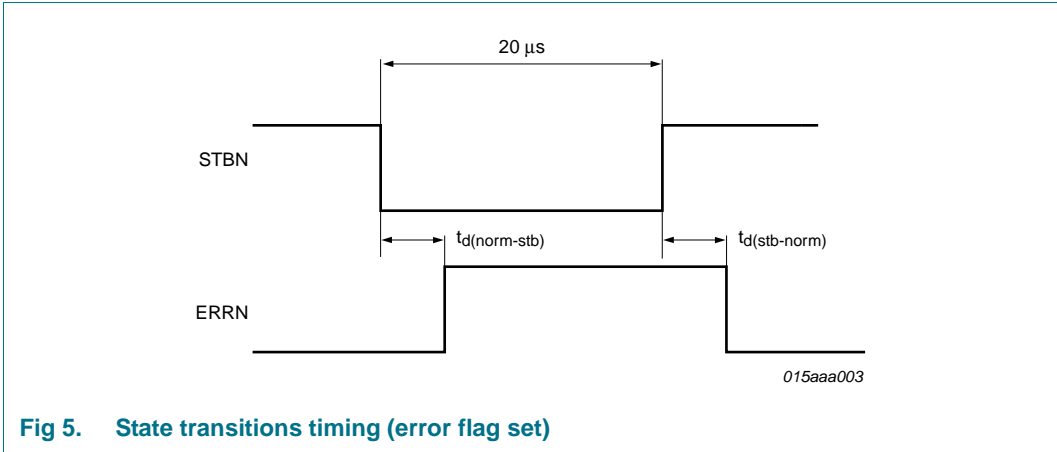 20 μs
STBN
td(norm-stb)
td(stb-norm)
ERRN
015aaa003
Fig 5. State transitions timing (error flag set)